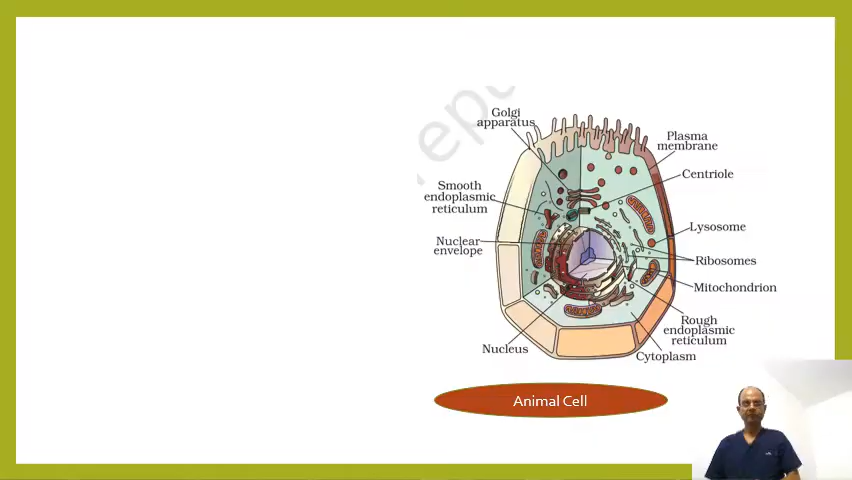 ept
Golgi
apparatus
Plasma
membrane
Centriole
Smooth
endoplasmic
reticulum
Lysosome
Nuclear
envelope
Ribosomes
Mitochondrion
Rough
endoplasmic
reticulum
Nucleus
Cytoplasm
Animal Cell